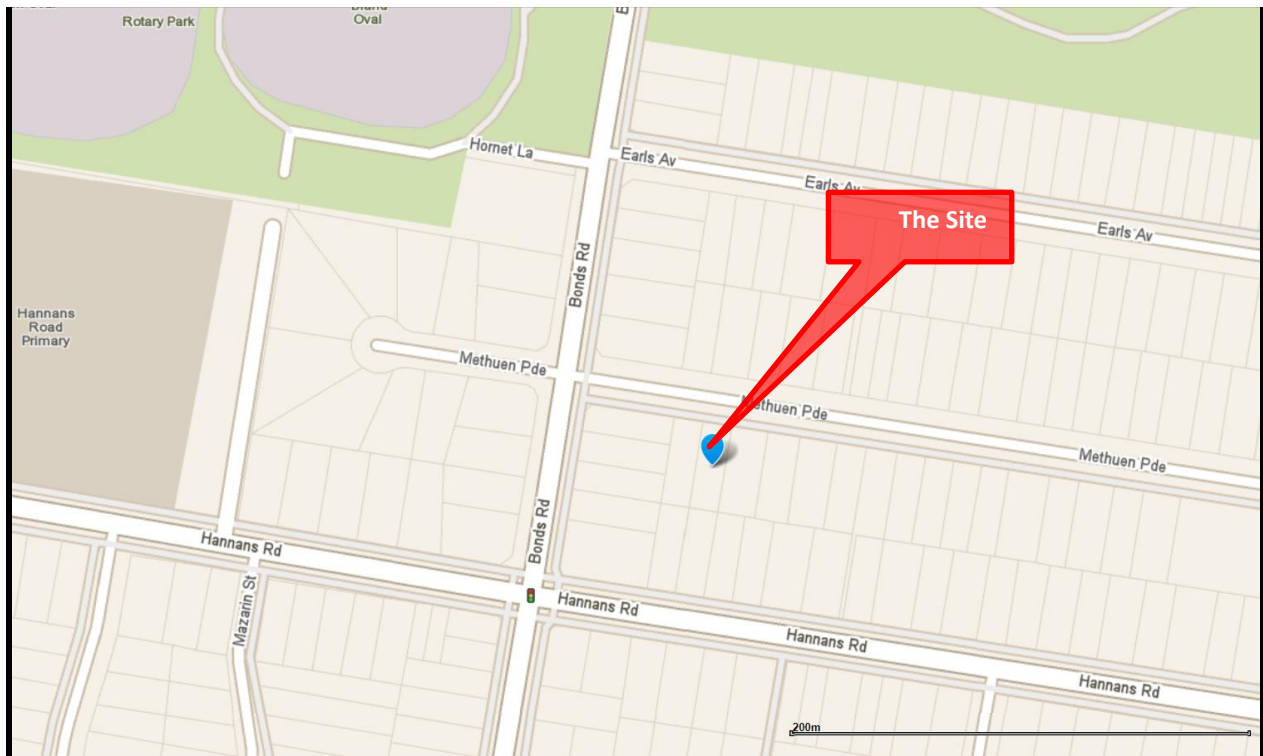 Rotary Park
Oval
Hornet La
Earls Av
Earls Av
Earls Av
The Site
Bonds Rd
Hannans
Road
Primary
Methuen Pde
Methuen Pde
Methuen Pde
Bonds Rd
Hannans Rd
Mazarin St
Hannans Rd
Hannans Rd
Hannans Rd
200m